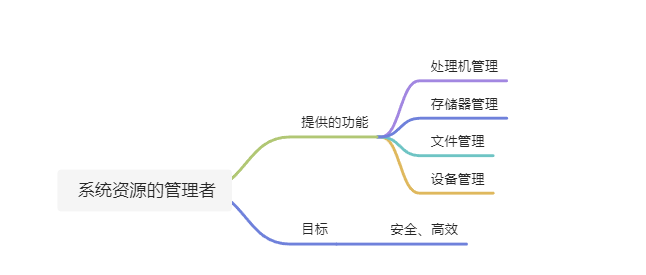 系统资源的管理者
提供的功能
处理机管理
存储器管理
文件管理
设备管理
目标
安全、高效